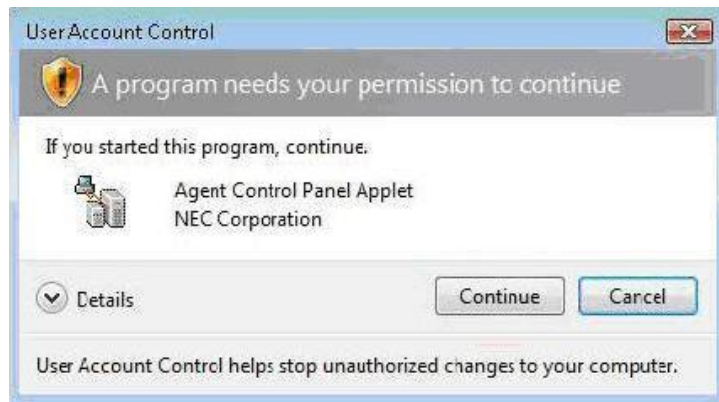 User Account Control
A program needs your permission to continue
If you started this program, continue.
Agent Control Panel Applet
NEC Corporation
Details
Continue
Cancel
User Account Control helps stop unauthorized changes to your computer.